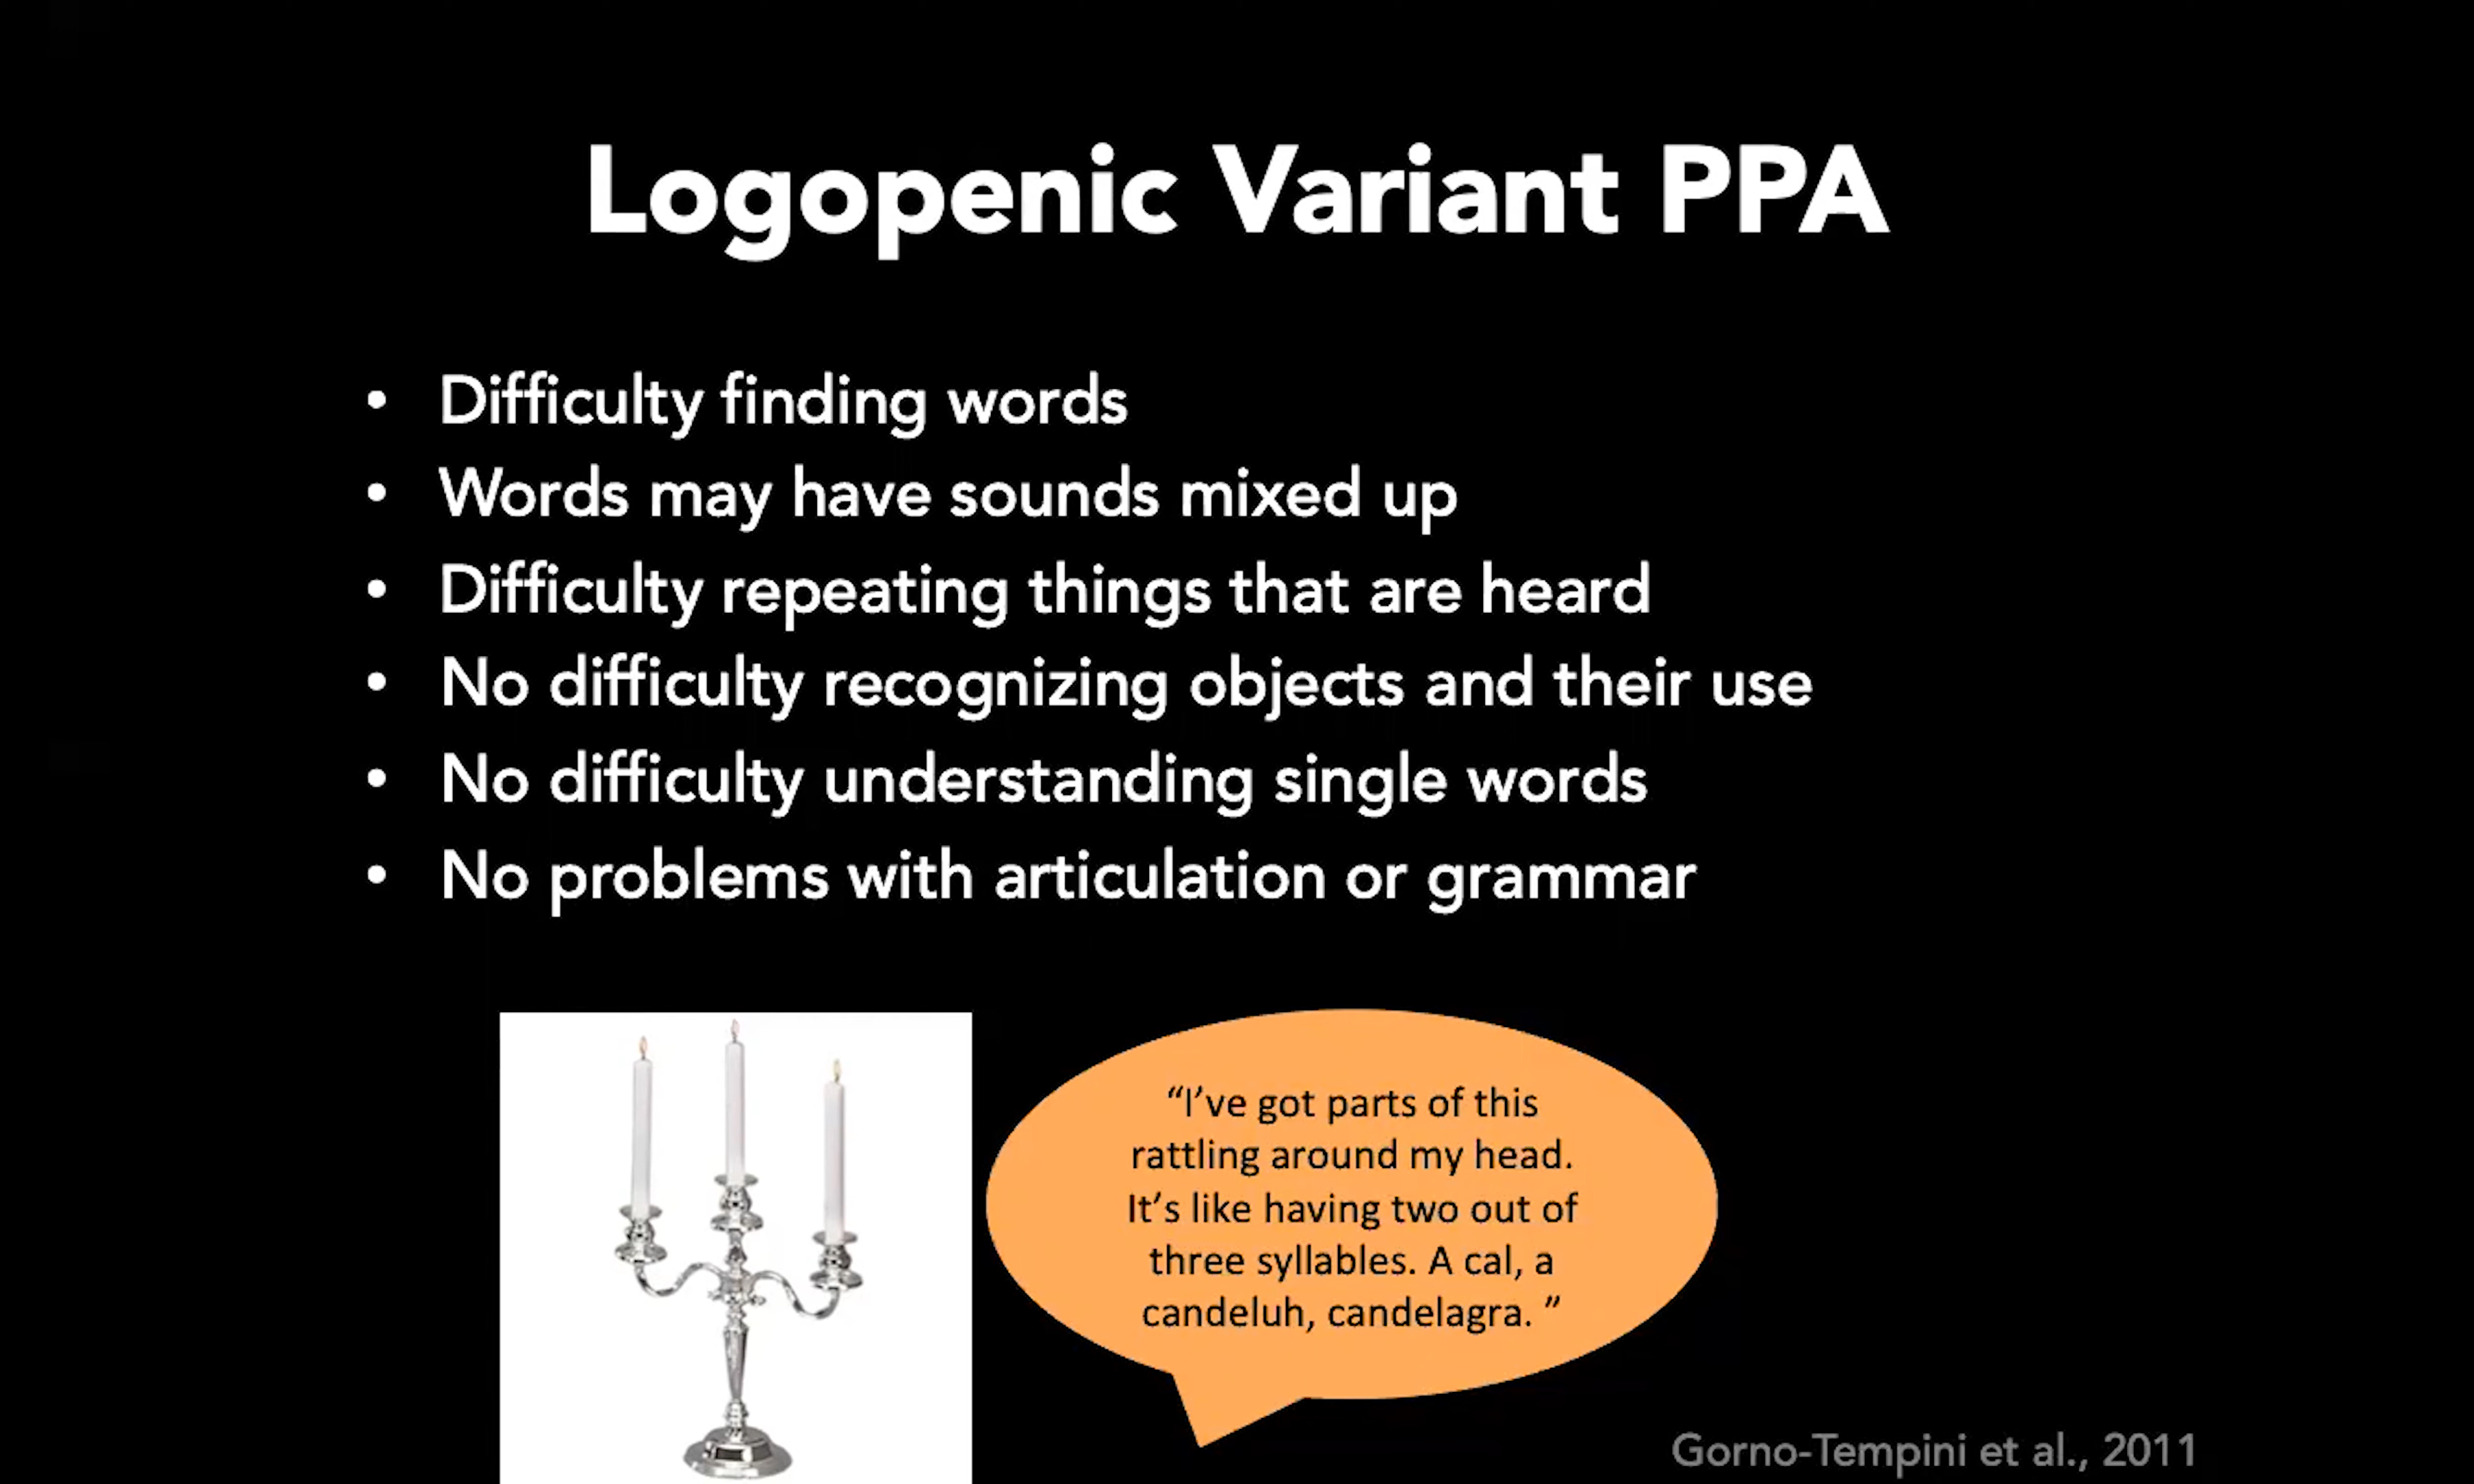 Logopenic Variant PPA
• Difficulty finding words
• Words may have sounds mixed up
• Difficulty repeating things that are heard
• No difficulty recognizing objects and their use
• No difficulty understanding single words
• No problems with articulation or grammar
“I’ve got parts of this
rattling around my head.
It’s like having two out of
three syllables. A cal, a
candeluh, candelagra. ”
Gorno-Tempini et al., 2011